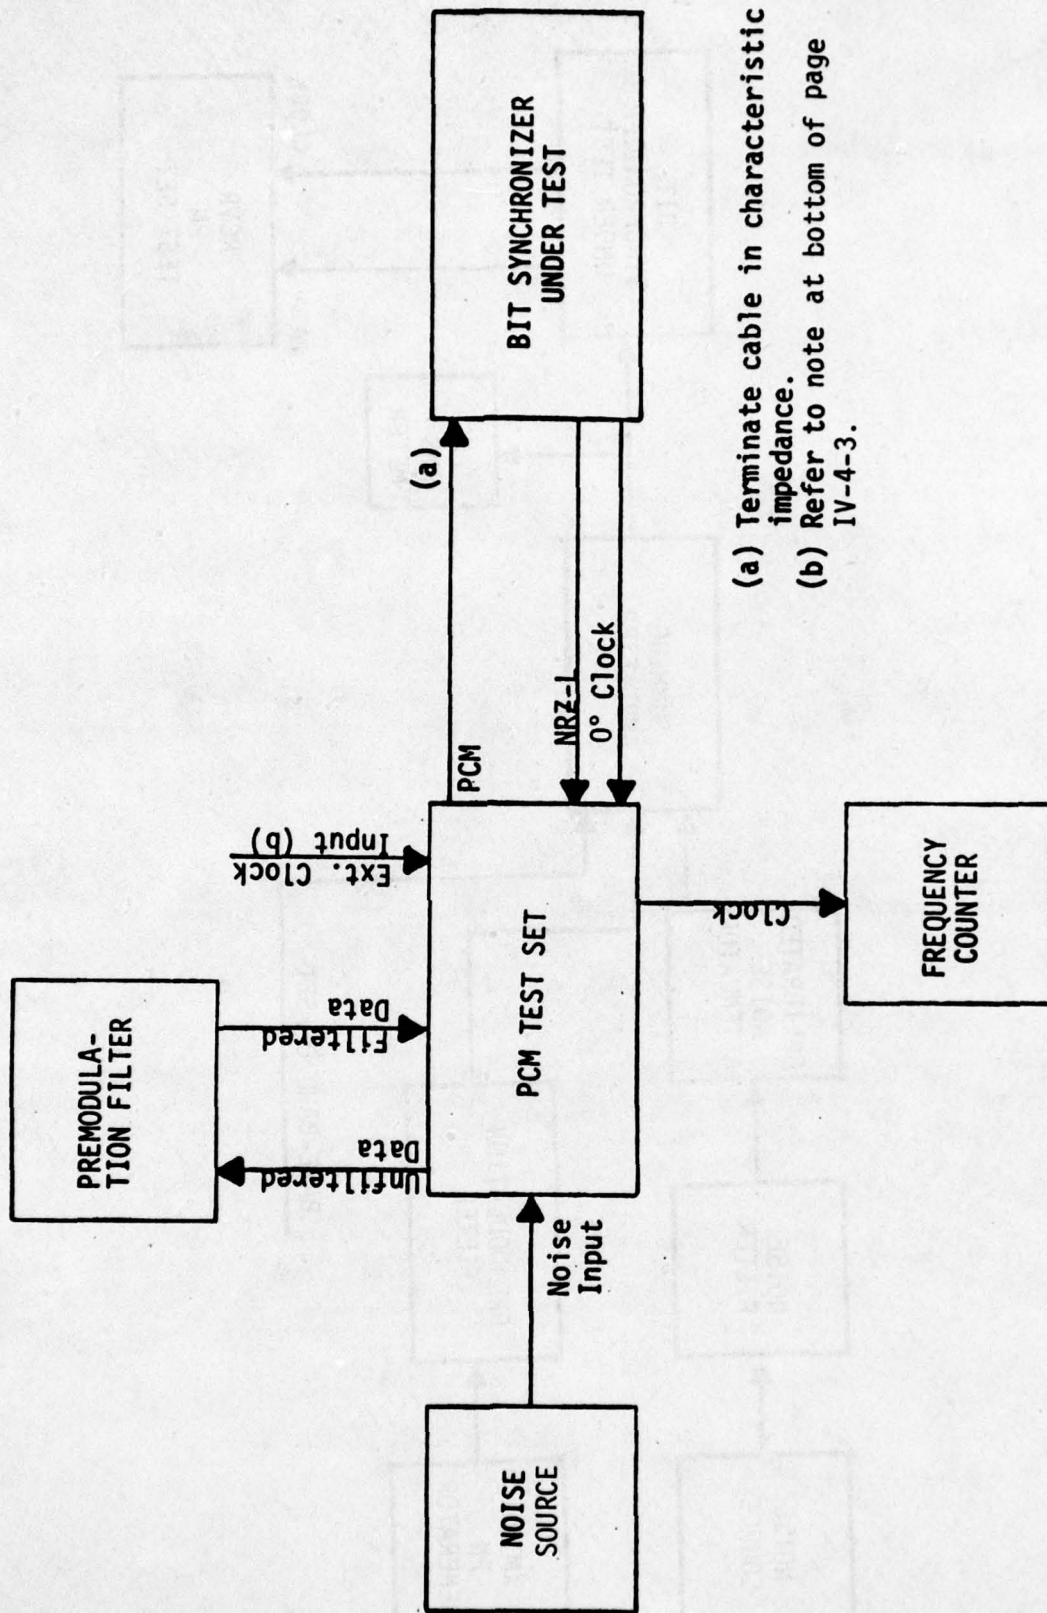 PREMODULA-
TION FILTER
Unfiltered
Data
Filtered
Data
Ext. Clock
Input (b)
NOISE
SOURCE
Noise
Input
PCM TEST SET
PCM
(a)
NRZ-L
0° Clock
BIT SYNCHRONIZER
UNDER TEST
Clock
FREQUENCY
COUNTER
(a) Terminate cable in characteristic
impedance.
(b) Refer to note at bottom of page
IV-4-3.